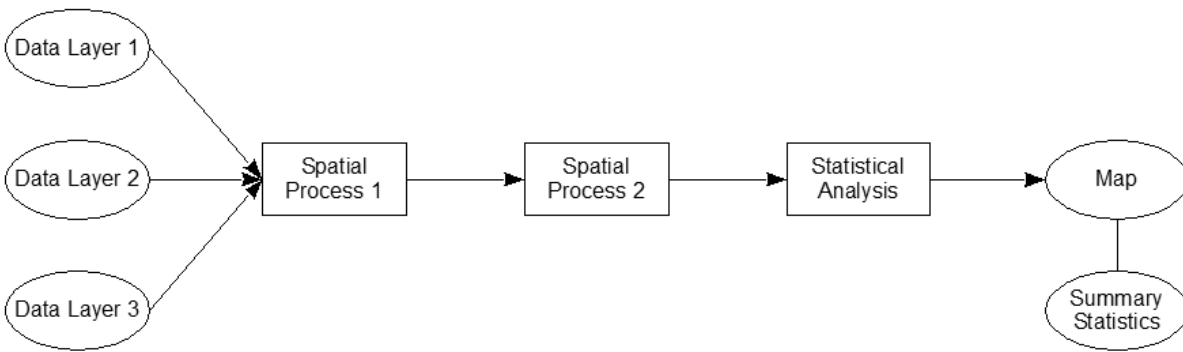 Data Layer 1
Data Layer 2
Data Layer 3
Spatial
Process 1
Spatial
Process 2
Statistical
Analysis
Map
Summary
Statistics